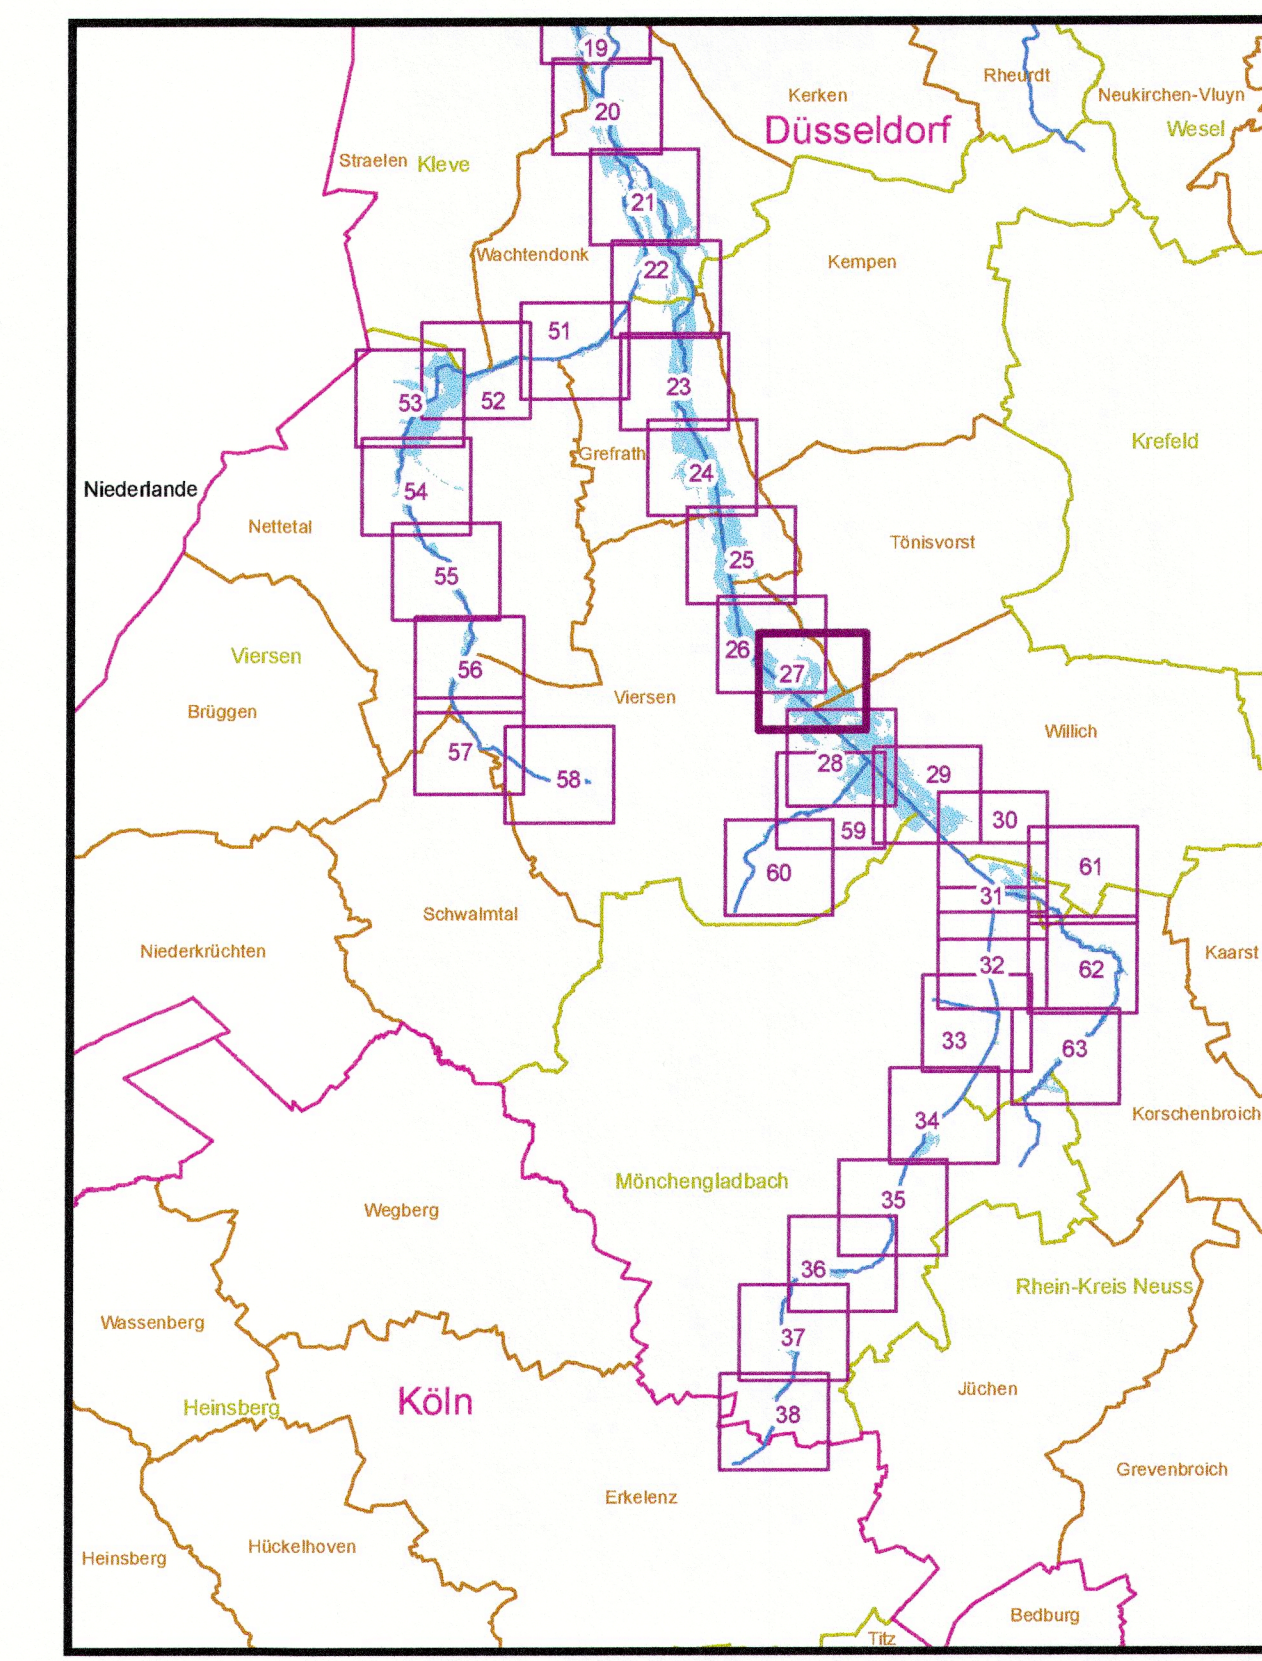 19
Rheurdt
Kerken
Neukirchen-Vluyn
20
Düsseldorf
Wesel
Straelen
Kleve
21
Wachtendonk
22
Kempen
51
23
53
52
Krefeld
Grefrath
24
Niederlande
54
Nettetal
Tönisvorst
25
55
Viersen
26
56
27
Viersen
Brüggen
Willich
57
28
29
58
30
59
61
60
31
Schwalmtal
Niederkrüchten
Kaarst
32
62
33
63
Korschenbroich
34
Mönchengladbach
35
Wegberg
36
Rhein-Kreis Neuss
Wassenberg
37
Jüchen
Köln
Heinsberg
38
Grevenbroich
Erkelenz
Hückelhoven
Heinsberg
Bedburg
Titz